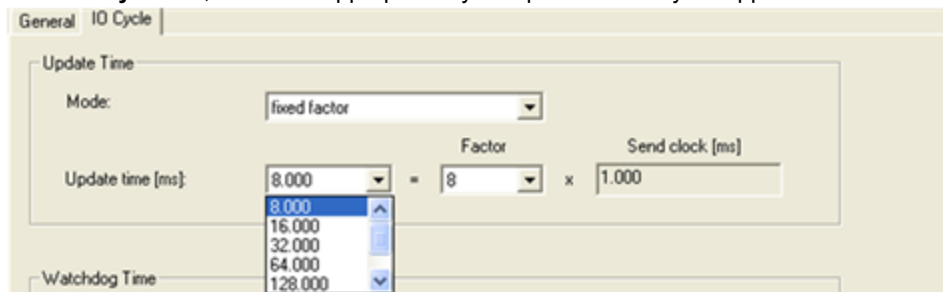 General IO Cycle
Update Time
Mode: fixed factor
Factor Send clock [ms]
Update time [ms]: 8.000 = 8 x 1.000
8.000
16.000
32.000
64.000
128.000
Watchdog Time